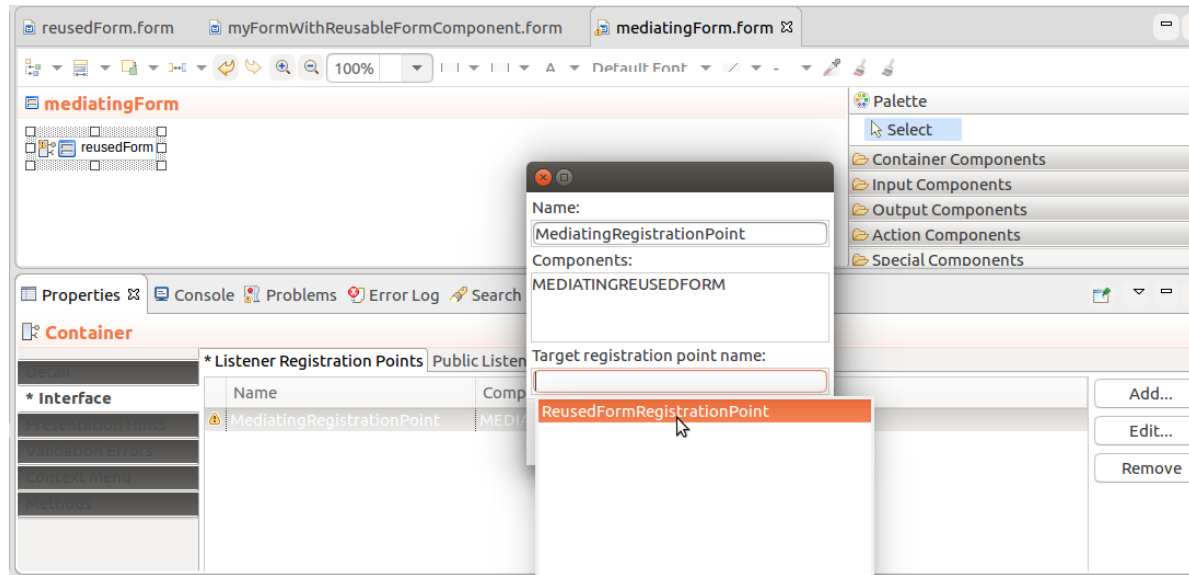 reusedForm.form myFormWithReusableFormComponent.form mediatingForm.form
100% A Default Font
mediatingForm
reusedForm
Palette
Select
Container Components
Input Components
Output Components
Action Components
Special Components
Name:
MediatingRegistrationPoint
Components:
MEDIATINGREUSEDFORM
Target registration point name:
ReusedFormRegistrationPoint
Properties Console Problems Error Log Search
Container
Detail
* Interface
Presentation Hints
Validation Errors
Context Menu
Methods
* Listener Registration Points Public Listen
Name Comp
MediatingRegistrationPoint MEDIA
Add...
Edit...
Remove